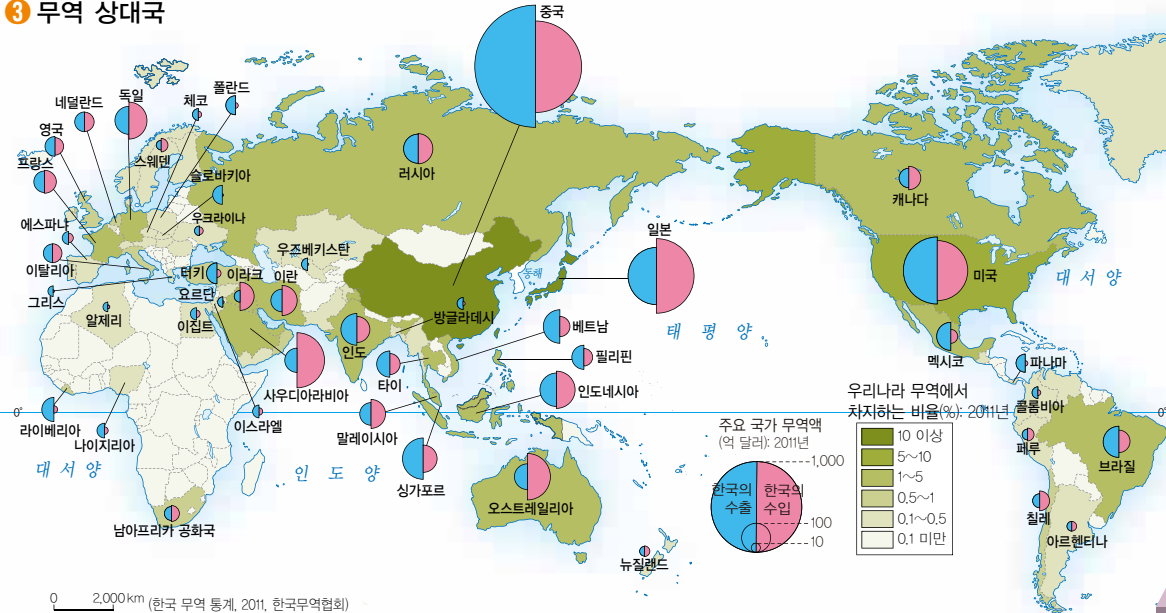 3 무역 상대국
중국
폴란드
체코
독일
네덜란드
영국
프랑스
스웨덴
슬로바키아
러시아
에스파냐
우크라이나
이탈리아
우즈베키스탄
터키
이라크
이란
그리스
요르단
이집트
알제리
동해
방글라데시
인도
일본
캐나다
미국
대서양
태평양
베트남
필리핀
타이
인도네시아
사우디아라비아
멕시코
파나마
콜롬비아
페루
브라질
칠레
아르헨티나
0°
0°
라이베리아
나이지리아
이스라엘
말레이시아
싱가포르
대서양
인도양
남아프리카 공화국
오스트레일리아
뉴질랜드
주요 국가 무역액
(억 달러): 2011년
1,000
한국의
수출
한국의
수입
100
10
우리나라 무역에서
차지하는 비율(%): 2011년
10 이상
5~10
1~5
0.5~1
0.1~0.5
0.1 미만
0 2,000km (한국 무역 통계, 2011, 한국무역협회)